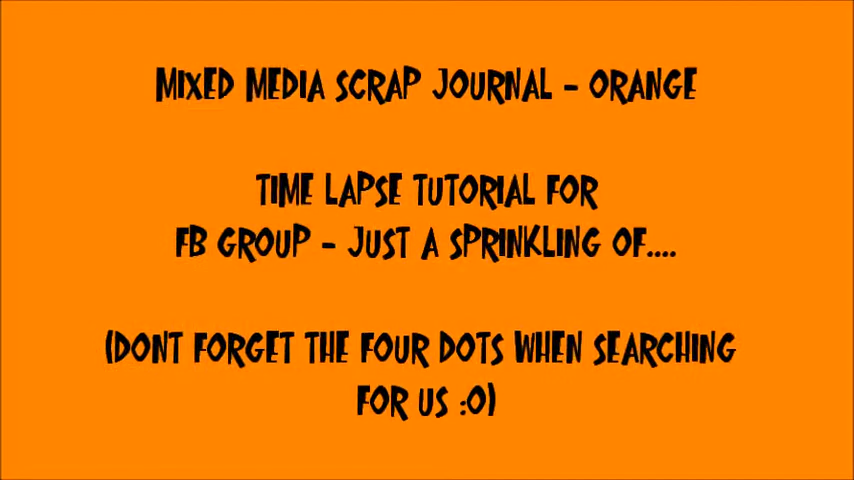 MIXED MEDIA SCRAP JOURNAL - ORANGE
TIME LAPSE TUTORIAL FOR
FB GROUP - JUST A SPRINKLING OF....
(DONT FORGET THE FOUR DOTS WHEN SEARCHING
FOR US :O)